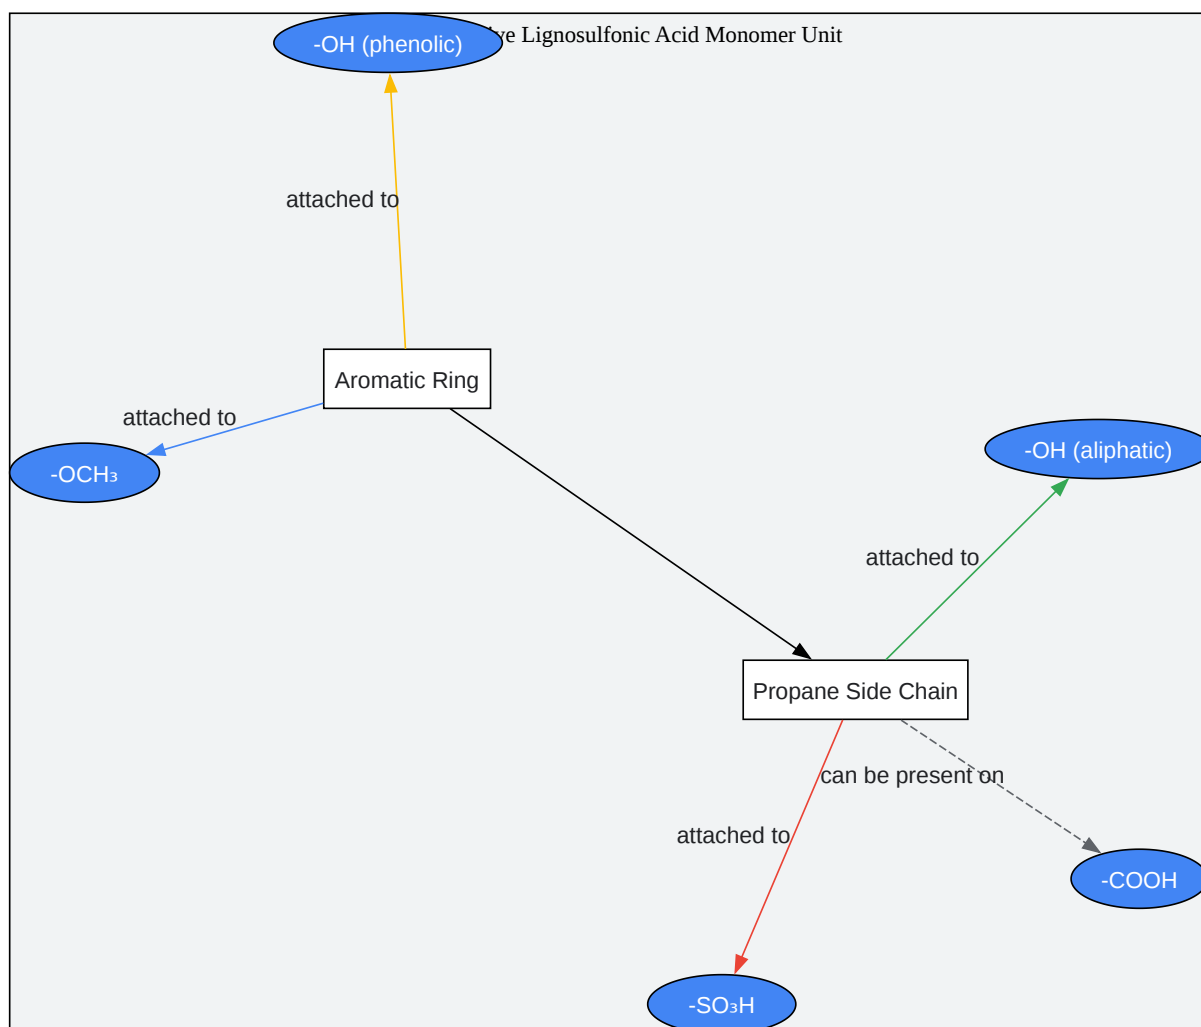 Lignosulfonic Acid Monomer Unit
-OH (phenolic)
attached to
Aromatic Ring
attached to
-OCH₃
-OH (aliphatic)
attached to
Propane Side Chain
can be present on
attached to
-COOH
-SO₃H